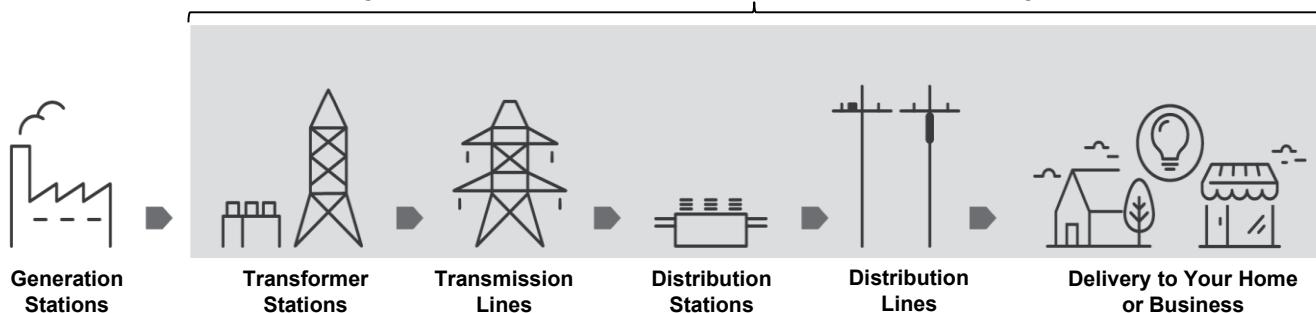 Generation
Stations
Transformer
Stations
Transmission
Lines
Distribution
Stations
Distribution
Lines
Delivery to Your Home
or Business